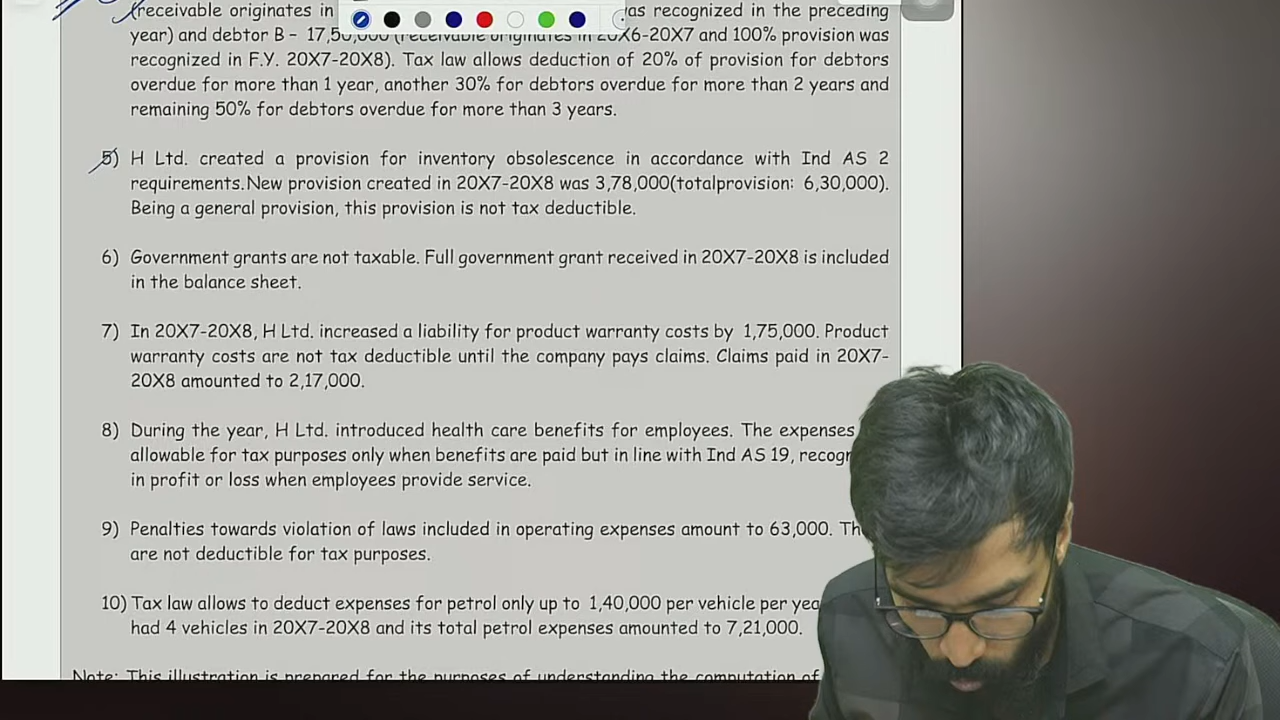 (receivable originates in as recognized in the preceding
year) and debtor B - 17,50,000 (receivable originates in 20X6-20X7 and 100% provision was
recognized in F.Y. 20X7-20X8). Tax law allows deduction of 20% of provision for debtors
overdue for more than 1 year, another 30% for debtors overdue for more than 2 years and
remaining 50% for debtors overdue for more than 3 years.
5) H Ltd. created a provision for inventory obsolescence in accordance with Ind AS 2
requirements.New provision created in 20X7-20X8 was 3,78,000(totalprovision: 6,30,000).
Being a general provision, this provision is not tax deductible.
6) Government grants are not taxable. Full government grant received in 20X7-20X8 is included
in the balance sheet.
7) In 20X7-20X8, H Ltd. increased a liability for product warranty costs by 1,75,000. Product
warranty costs are not tax deductible until the company pays claims. Claims paid in 20X7-
20X8 amounted to 2,17,000.
8) During the year, H Ltd. introduced health care benefits for employees. The expenses
allowable for tax purposes only when benefits are paid but in line with Ind AS 19,
in profit or loss when employees provide service.
9) Penalties towards violation of laws included in operating expenses amount to 63,000.
are not deductible for tax purposes.
10) Tax law allows to deduct expenses for petrol only up to 1,40,000 per vehicle per
had 4 vehicles in 20X7-20X8 and its total petrol expenses amounted to 7,21,000.
Note: This illustration is prepared for the purposes of understanding the computation of